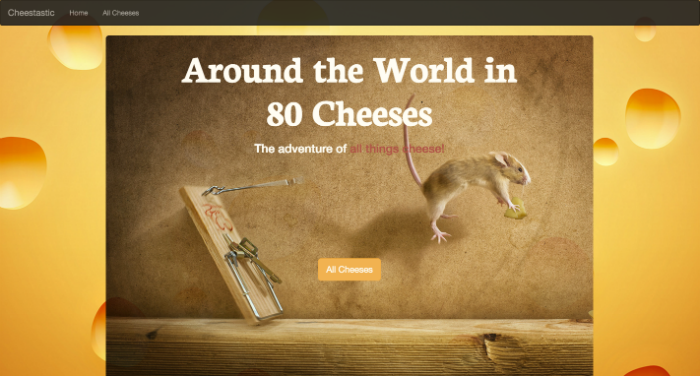 Cheestastic Home All Cheeses
Around the World in
80 Cheeses
The adventure of all things cheese!
All Cheeses